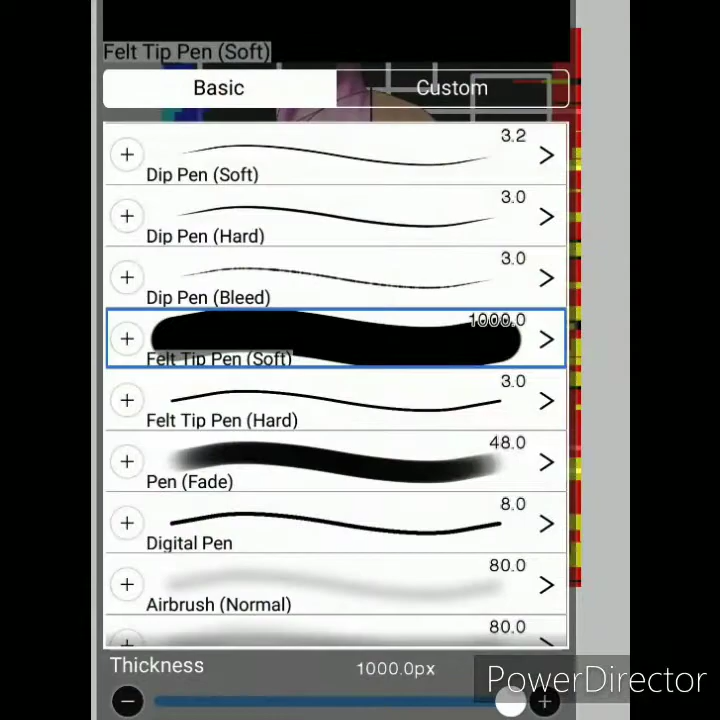 Felt Tip Pen (Soft)
Basic Custom
3.2
Dip Pen (Soft)
3.0
Dip Pen (Hard)
3.0
Dip Pen (Bleed)
1000.0
Felt Tip Pen (Soft)
3.0
Felt Tip Pen (Hard)
48.0
Pen (Fade)
8.0
Digital Pen
80.0
Airbrush (Normal)
80.0
Thickness 1000.0px
PowerDirector